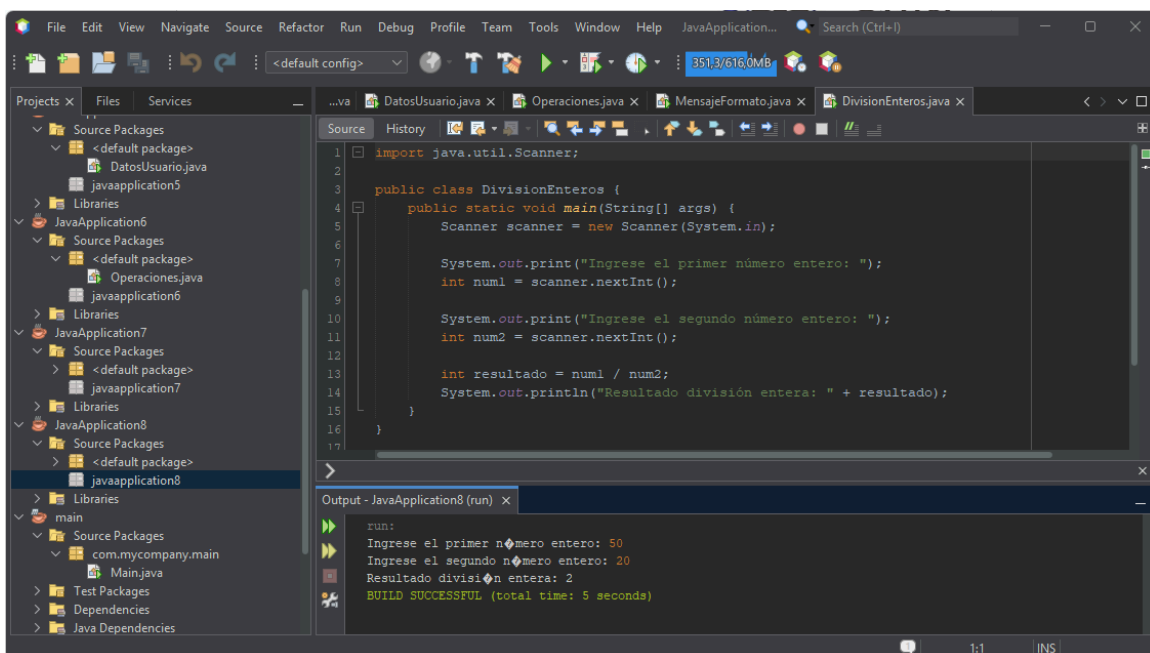 File Edit View Navigate Source Refactor Run Debug Profile Team Tools Window Help JavaApplication... Search (Ctrl+I)
<default config> 351,3/616,0MB
Projects Files Services
...va DatosUsuario.java Operaciones.java MensajeFormato.java DivisionEnteros.java
Source History
Source Packages
<default package>
DatosUsuario.java
javaapplication5
Libraries
JavaApplication6
Source Packages
<default package>
Operaciones.java
javaapplication6
Libraries
JavaApplication7
Source Packages
<default package>
javaapplication7
Libraries
JavaApplication8
Source Packages
<default package>
javaapplication8
Libraries
main
Source Packages
com.mycompany.main
Main.java
Test Packages
Dependencies
Java Dependencies
1 import java.util.Scanner;
2
3 public class DivisionEnteros {
4 public static void main(String[] args) {
5 Scanner scanner = new Scanner(System.in);
6
7 System.out.print("Ingrese el primer número entero: ");
8 int num1 = scanner.nextInt();
9
10 System.out.print("Ingrese el segundo número entero: ");
11 int num2 = scanner.nextInt();
12
13 int resultado = num1 / num2;
14 System.out.println("Resultado división entera: " + resultado);
15 }
16 }
17
Output - JavaApplication8 (run)
run:
Ingrese el primer n�mero entero: 50
Ingrese el segundo n�mero entero: 20
Resultado divisi�n entera: 2
BUILD SUCCESSFUL (total time: 5 seconds)
1:1 INS